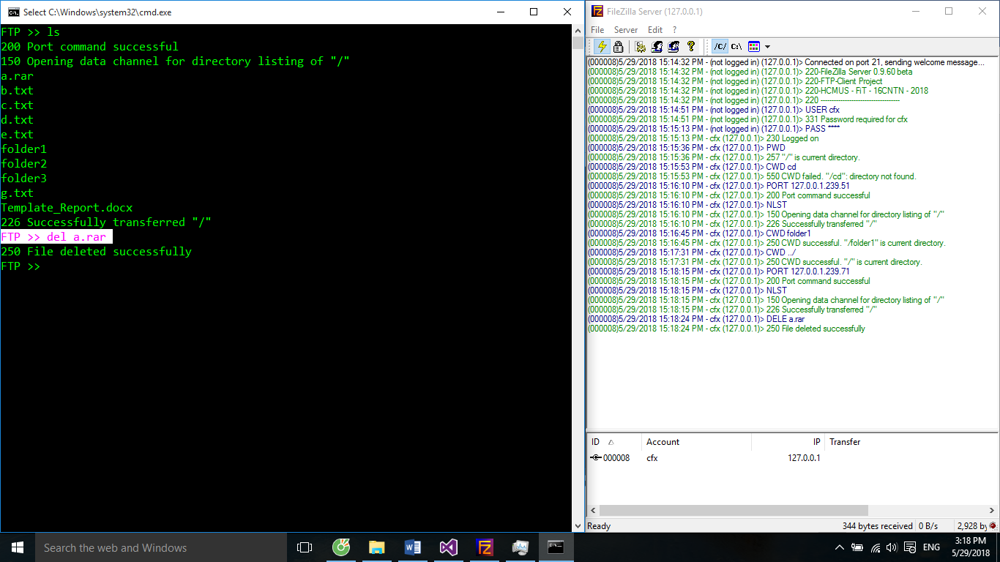 Select C:\Windows\system32\cmd.exe
FTP >> ls
200 Port command successful
150 Opening data channel for directory listing of "/"
a.rar
b.txt
c.txt
d.txt
e.txt
folder1
folder2
folder3
g.txt
Template_Report.docx
226 Successfully transferred "/"
FTP >> del a.rar
250 File deleted successfully
FTP >>
FileZilla Server (127.0.0.1)
File Server Edit ?
/C/ C:\
(000008)5/29/2018 15:14:32 PM - (not logged in) (127.0.0.1)> Connected on port 21, sending welcome message...
(000008)5/29/2018 15:14:32 PM - (not logged in) (127.0.0.1)> 220-FileZilla Server 0.9.60 beta
(000008)5/29/2018 15:14:32 PM - (not logged in) (127.0.0.1)> 220-FTP-Client Project
(000008)5/29/2018 15:14:32 PM - (not logged in) (127.0.0.1)> 220-HCMUS - FiT - 16CNTN - 2018
(000008)5/29/2018 15:14:32 PM - (not logged in) (127.0.0.1)> 220 ------------------------------------
(000008)5/29/2018 15:14:51 PM - (not logged in) (127.0.0.1)> USER cfx
(000008)5/29/2018 15:14:51 PM - (not logged in) (127.0.0.1)> 331 Password required for cfx
(000008)5/29/2018 15:15:13 PM - (not logged in) (127.0.0.1)> PASS ****
(000008)5/29/2018 15:15:13 PM - cfx (127.0.0.1)> 230 Logged on
(000008)5/29/2018 15:15:36 PM - cfx (127.0.0.1)> PWD
(000008)5/29/2018 15:15:36 PM - cfx (127.0.0.1)> 257 "/" is current directory.
(000008)5/29/2018 15:15:53 PM - cfx (127.0.0.1)> CWD cd
(000008)5/29/2018 15:15:53 PM - cfx (127.0.0.1)> 550 CWD failed. "/cd": directory not found.
(000008)5/29/2018 15:16:10 PM - cfx (127.0.0.1)> PORT 127.0.0.1.239.51
(000008)5/29/2018 15:16:10 PM - cfx (127.0.0.1)> 200 Port command successful
(000008)5/29/2018 15:16:10 PM - cfx (127.0.0.1)> NLST
(000008)5/29/2018 15:16:10 PM - cfx (127.0.0.1)> 150 Opening data channel for directory listing of "/"
(000008)5/29/2018 15:16:10 PM - cfx (127.0.0.1)> 226 Successfully transferred "/"
(000008)5/29/2018 15:16:45 PM - cfx (127.0.0.1)> CWD folder1
(000008)5/29/2018 15:16:45 PM - cfx (127.0.0.1)> 250 CWD successful. "/folder1" is current directory.
(000008)5/29/2018 15:17:31 PM - cfx (127.0.0.1)> CWD ../
(000008)5/29/2018 15:17:31 PM - cfx (127.0.0.1)> 250 CWD successful. "/" is current directory.
(000008)5/29/2018 15:18:15 PM - cfx (127.0.0.1)> PORT 127.0.0.1.239.71
(000008)5/29/2018 15:18:15 PM - cfx (127.0.0.1)> 200 Port command successful
(000008)5/29/2018 15:18:15 PM - cfx (127.0.0.1)> NLST
(000008)5/29/2018 15:18:15 PM - cfx (127.0.0.1)> 150 Opening data channel for directory listing of "/"
(000008)5/29/2018 15:18:15 PM - cfx (127.0.0.1)> 226 Successfully transferred "/"
(000008)5/29/2018 15:18:24 PM - cfx (127.0.0.1)> DELE a.rar
(000008)5/29/2018 15:18:24 PM - cfx (127.0.0.1)> 250 File deleted successfully
ID Account IP Transfer
000008 cfx 127.0.0.1
Ready 344 bytes received 0 B/s 2,928 by
Search the web and Windows
ENG
3:18 PM
5/29/2018